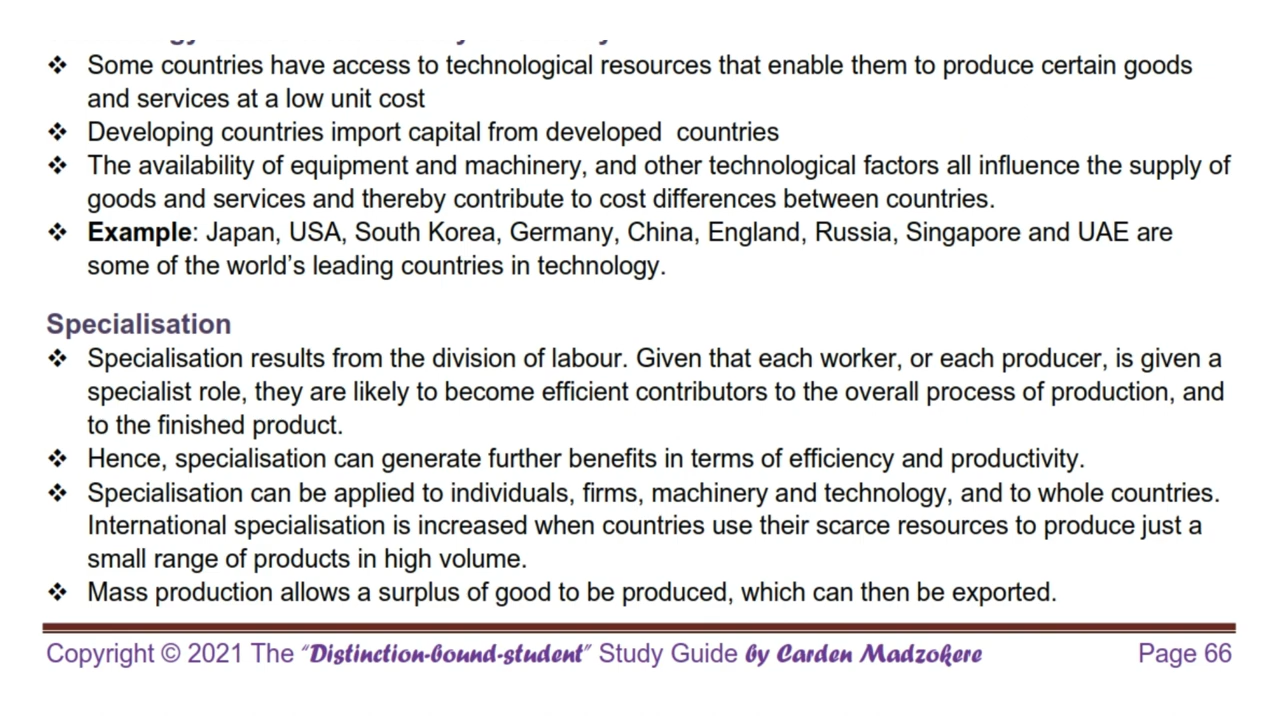 ❖ Some countries have access to technological resources that enable them to produce certain goods
and services at a low unit cost
❖ Developing countries import capital from developed  countries
❖ The availability of equipment and machinery, and other technological factors all influence the supply of
goods and services and thereby contribute to cost differences between countries.
❖ Example: Japan, USA, South Korea, Germany, China, England, Russia, Singapore and UAE are
some of the world's leading countries in technology.
Specialisation
❖ Specialisation results from the division of labour. Given that each worker, or each producer, is given a
specialist role, they are likely to become efficient contributors to the overall process of production, and
to the finished product.
❖ Hence, specialisation can generate further benefits in terms of efficiency and productivity.
❖ Specialisation can be applied to individuals, firms, machinery and technology, and to whole countries.
International specialisation is increased when countries use their scarce resources to produce just a
small range of products in high volume.
❖ Mass production allows a surplus of good to be produced, which can then be exported.
Copyright © 2021 The "Distinction-bound-student" Study Guide by Carden Madzokere Page 66